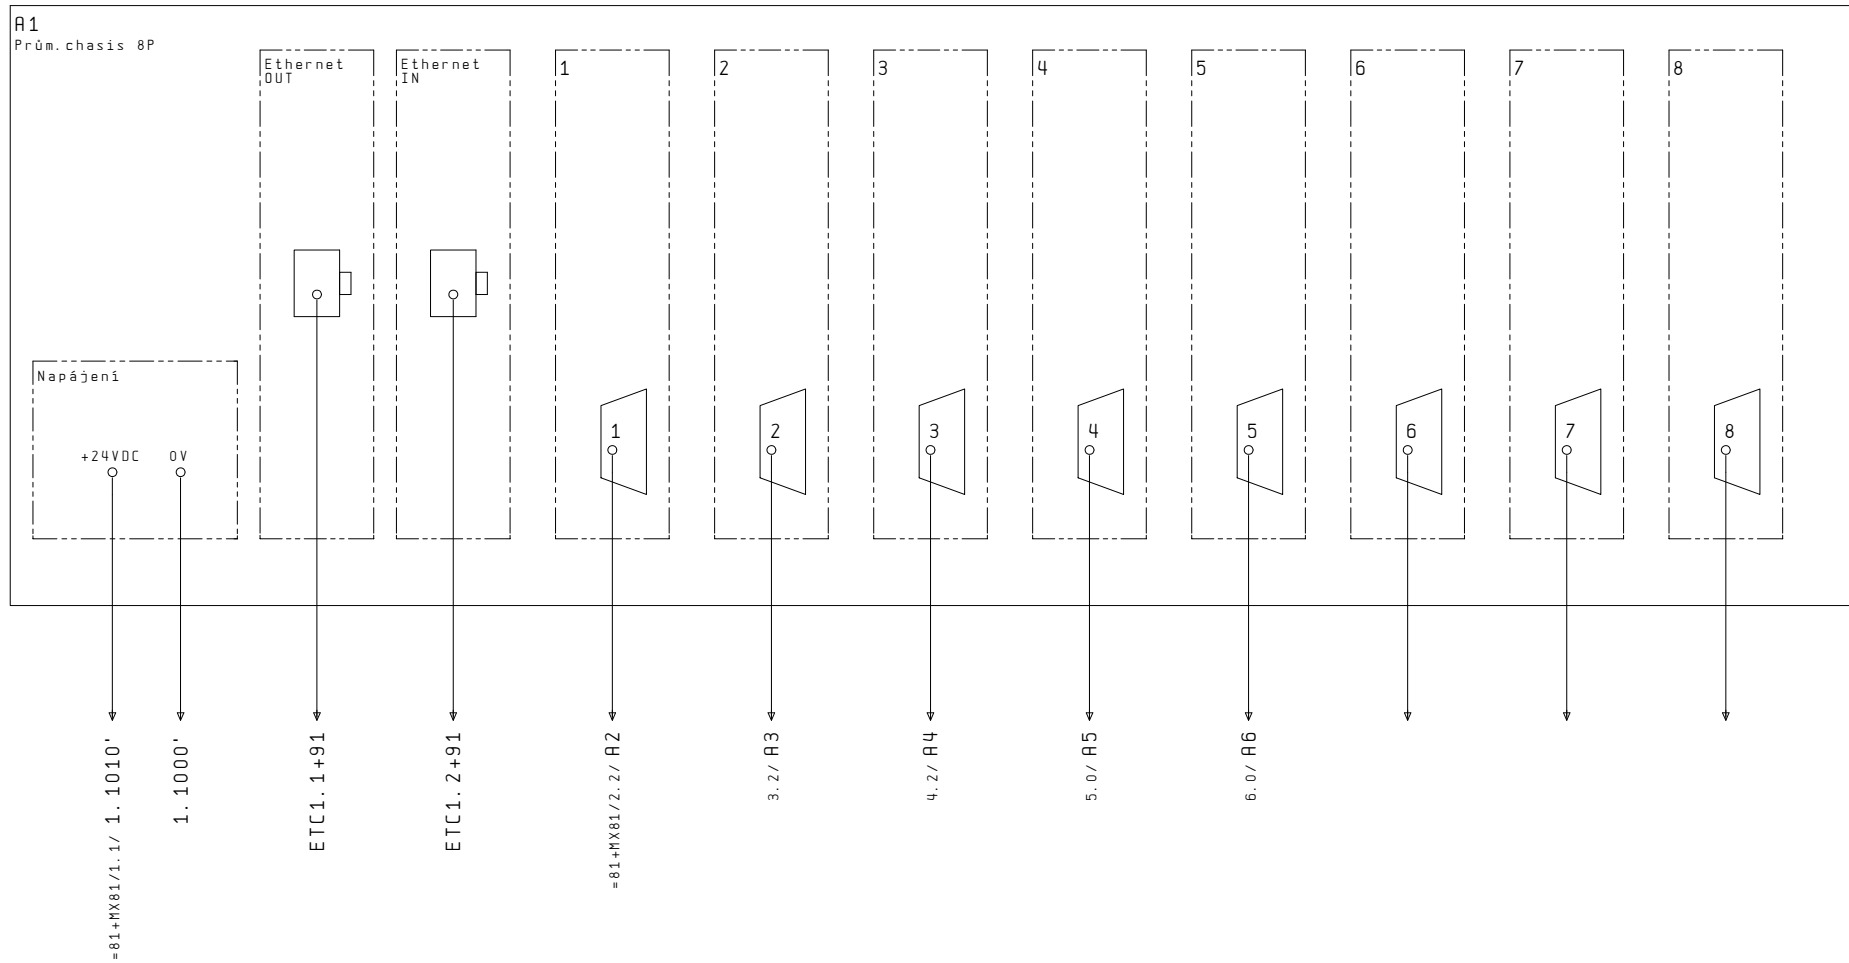 A1
Prům.chasis 8P
Ethernet
OUT
Ethernet
IN
1
2
3
4
5
6
7
8
Napájení
+24VDC
0V
1
2
3
4
5
6
7
8
=81+MX81/1.1/ 1.1010'
1.1000'
ETC1.1+91
ETC1.2+91
=81+MX81/2.2/ A2
3.2/ A3
4.2/ A4
5.0/ A5
6.0/ A6